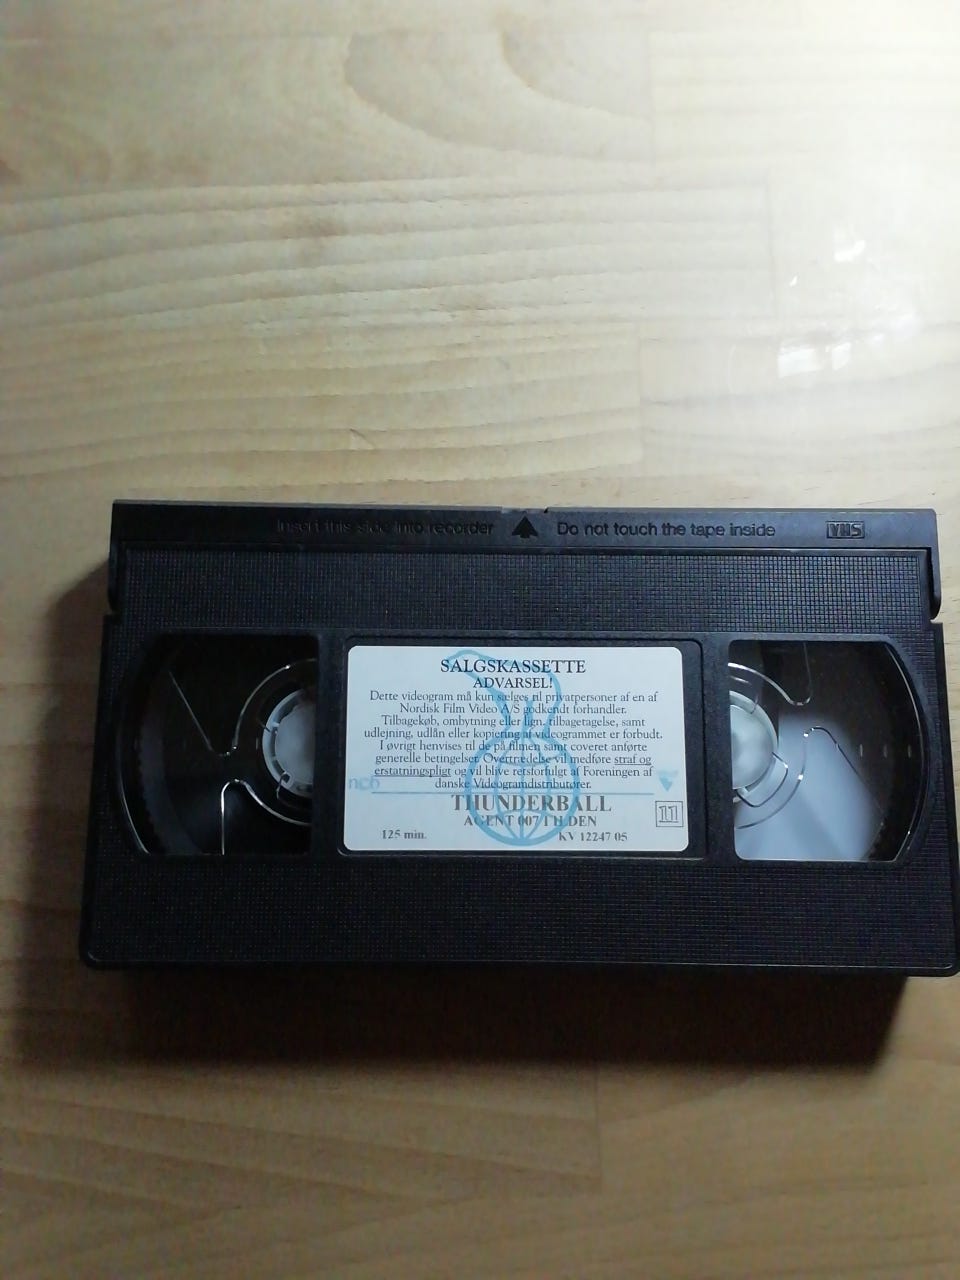 Insert this side into recorder Do not touch the tape inside VHS
SALGSKASSETTE
ADVARSEL!
Dette videogram må kun sælges til privatpersoner af en af
Nordisk Film Video A/S godkendt forhandler.
Tilbagekøb, ombytning eller lign. tilbagetagelse, samt
udlejning, udlån eller kopiering af videogrammet er forbudt.
I øvrigt henvises til de på filmen samt coveret anførte
generelle betingelser. Overtrædelse vil medføre straf og
erstatningspligt og vil blive retsforfulgt af Foreningen af
danske Videogramdistributører.
THUNDERBALL
AGENT 007 I ILDEN
11
125 min. KV 12247 05